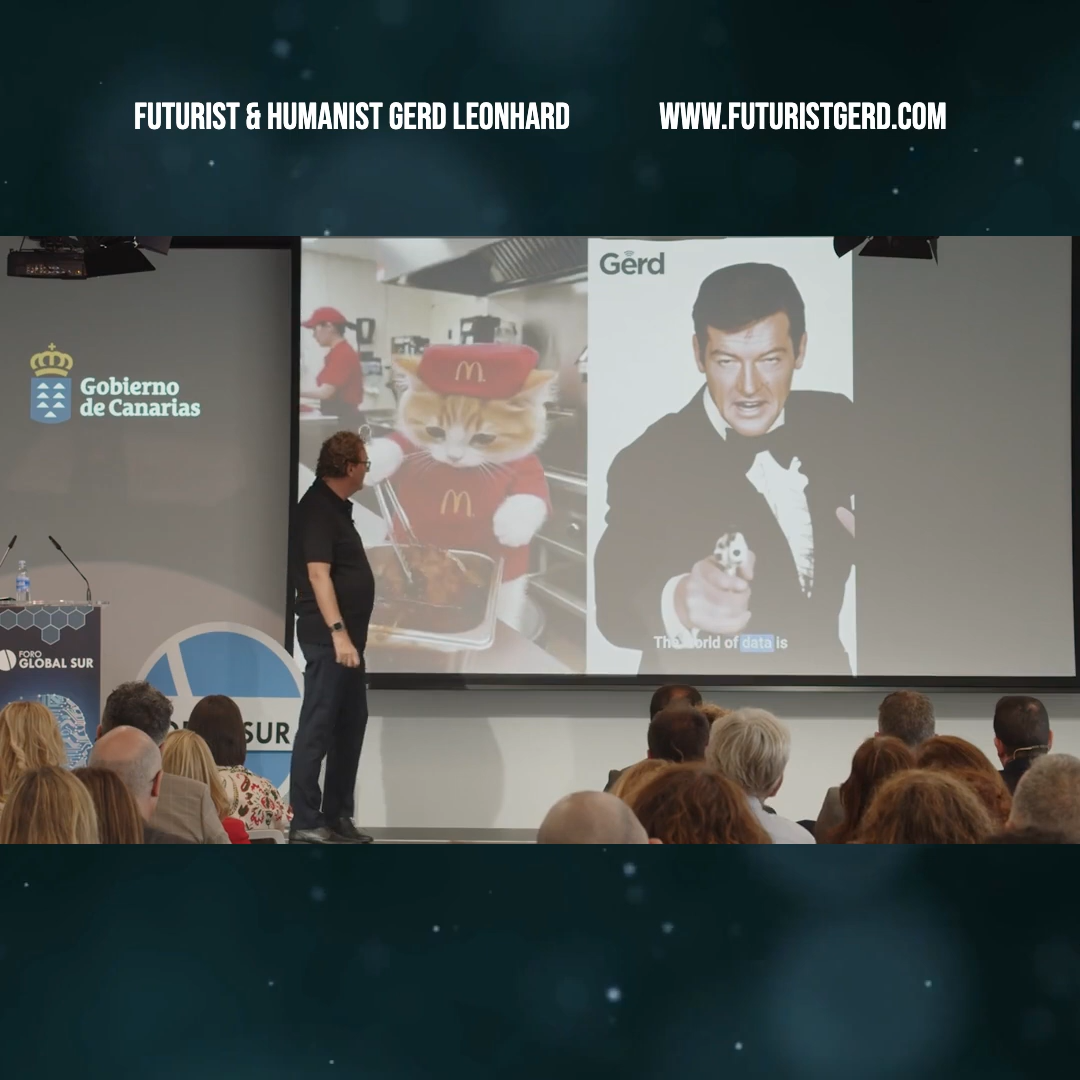 FUTURIST & HUMANIST GERD LEONHARD
WWW.FUTURISTGERD.COM
Gerd
Gobierno
de Canarias
m
m
The world of data is
FORO
GLOBAL SUR
SUR